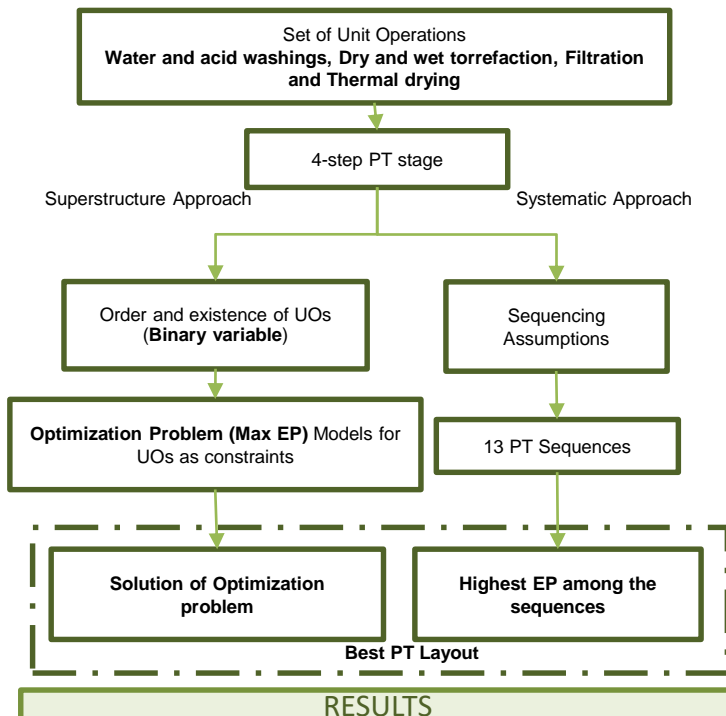 Set of Unit Operations
Water and acid washings, Dry and wet torrefaction, Filtration
and Thermal drying
4-step PT stage
Superstructure Approach
Systematic Approach
Order and existence of UOs
(Binary variable)
Sequencing
Assumptions
Optimization Problem (Max EP) Models for
UOs as constraints
13 PT Sequences
Solution of Optimization
problem
Highest EP among the
sequences
Best PT Layout
RESULTS